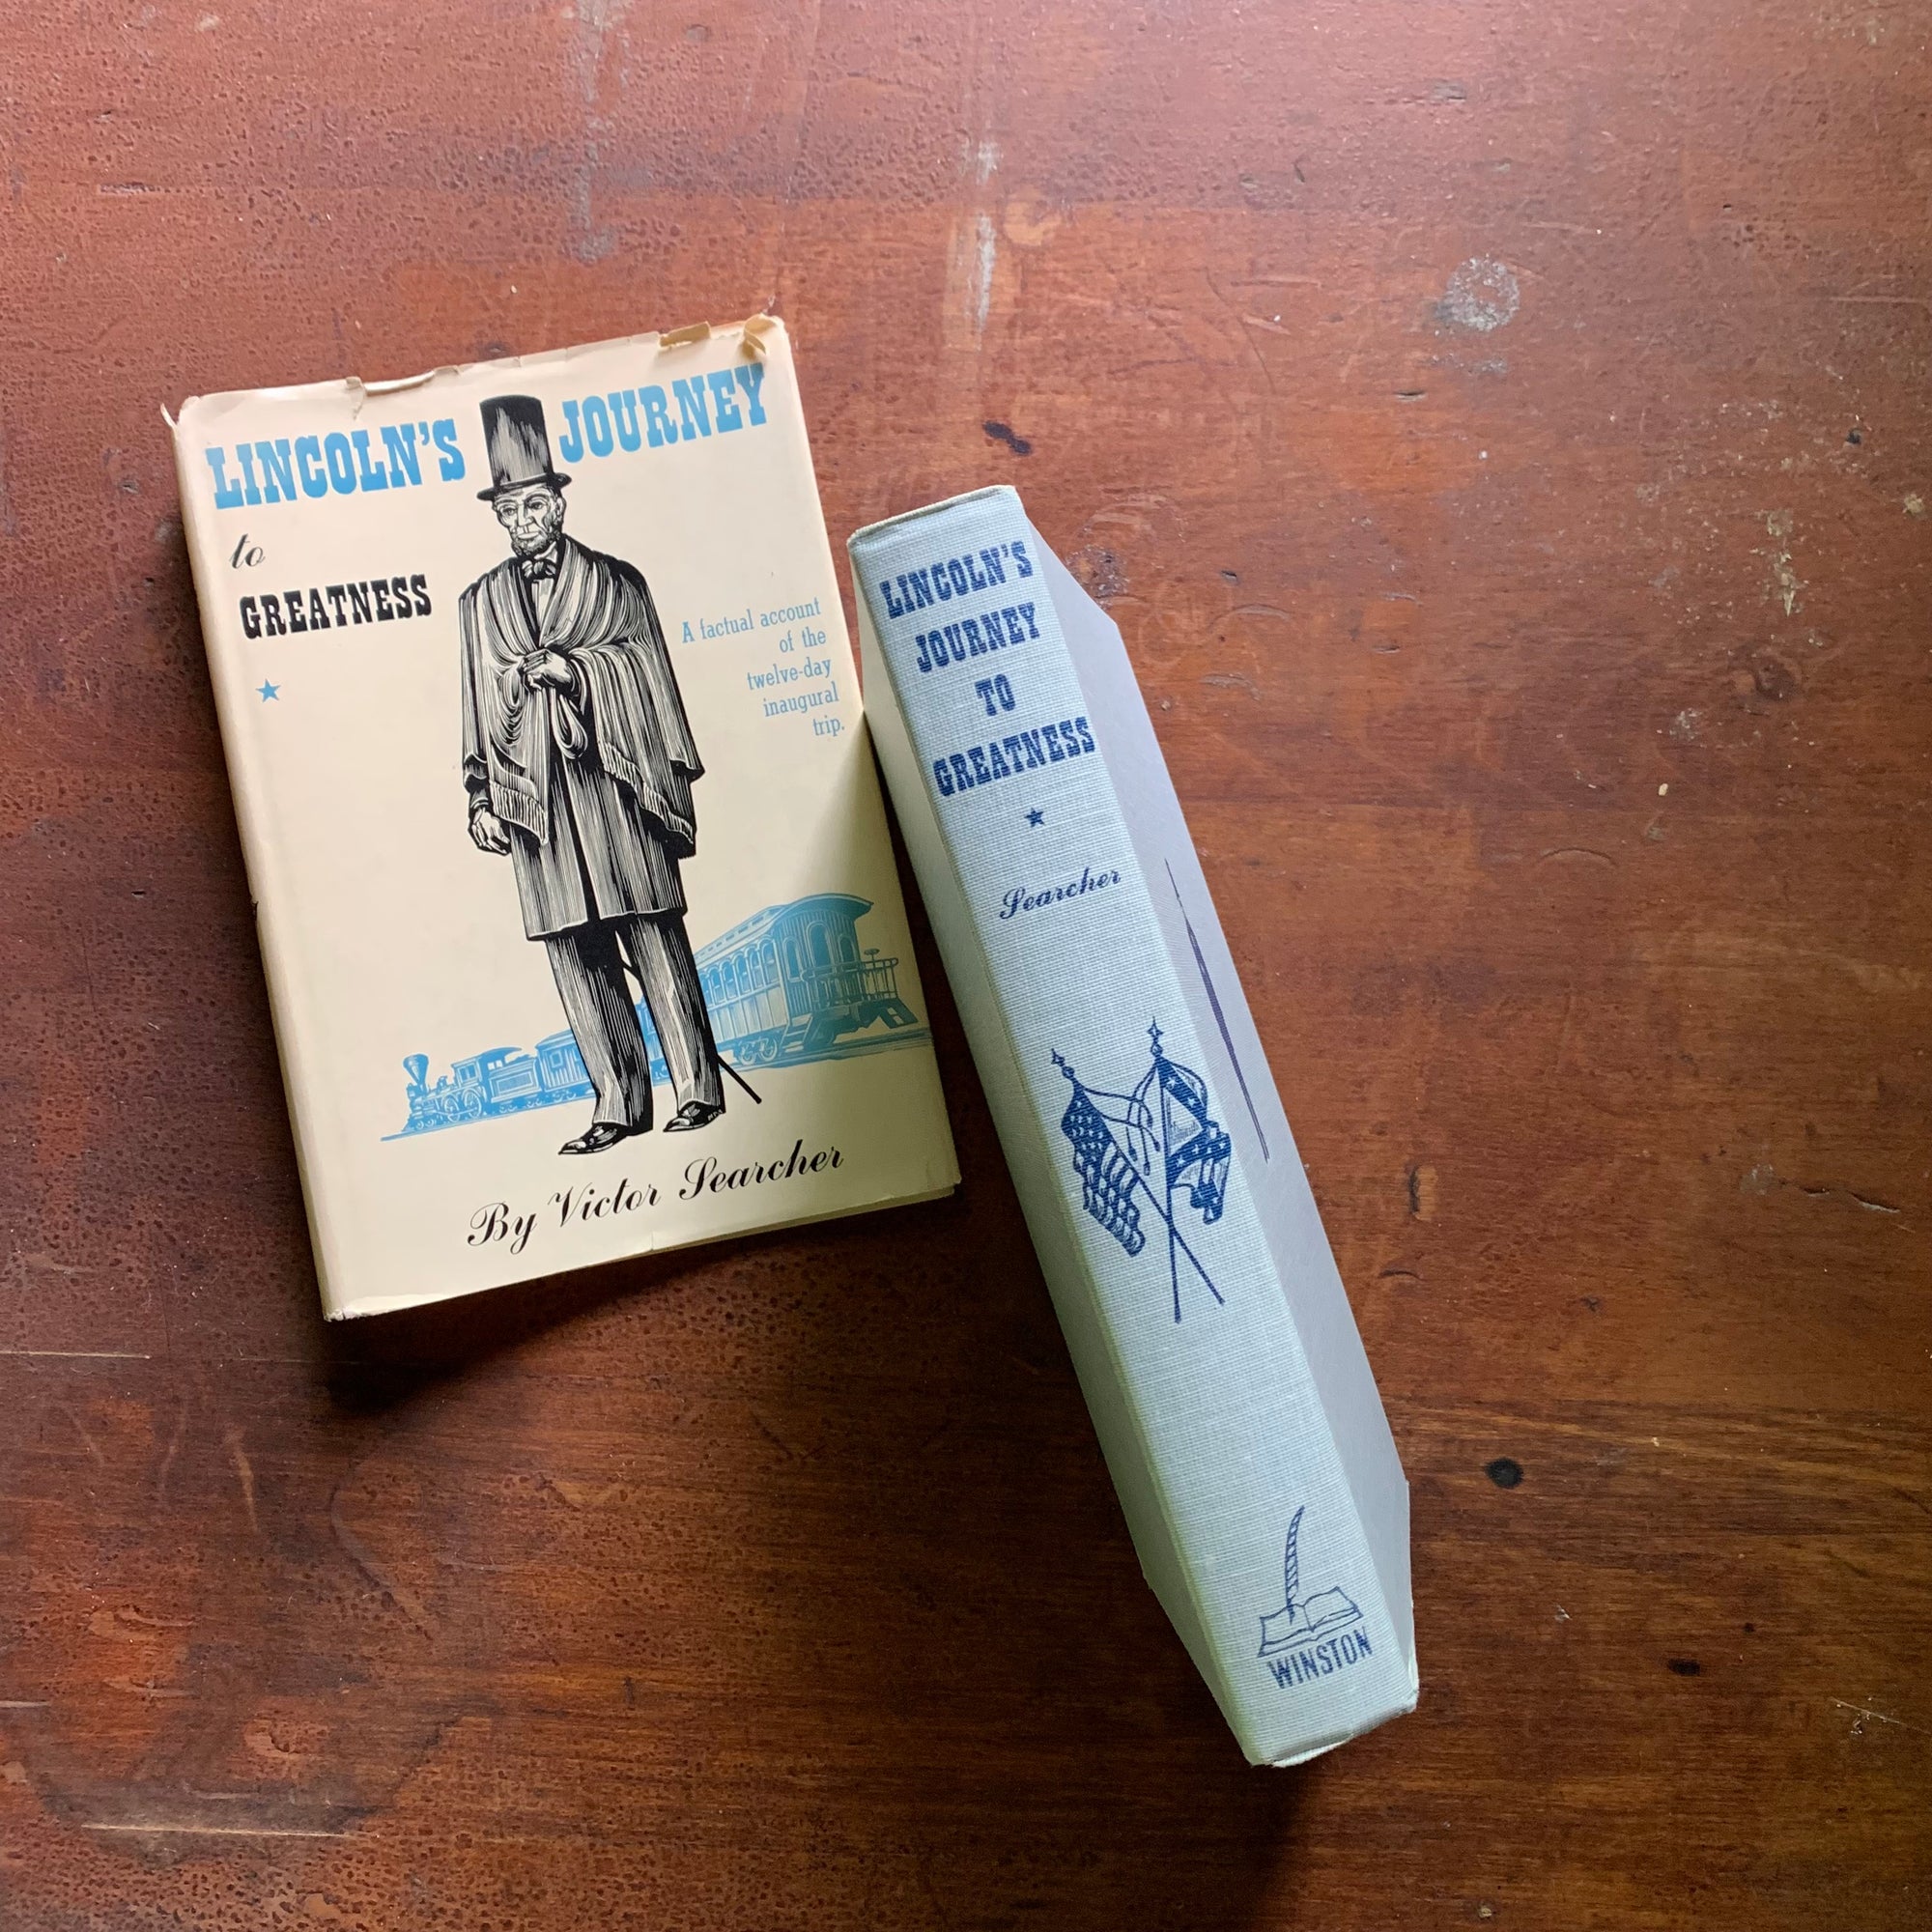 LINCOLN'S JOURNEY
to
GREATNESS
A factual account
of the
twelve-day
inaugural
trip.
By Victor Searcher
LINCOLN'S
JOURNEY
TO
GREATNESS
Searcher
WINSTON